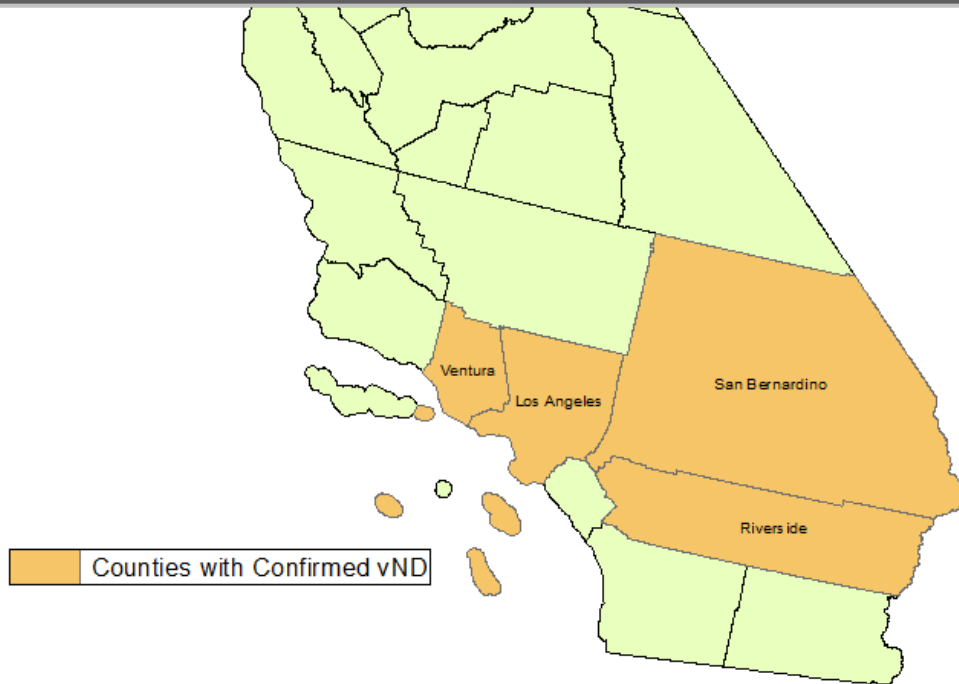 Ventura
Los Angeles
San Bernardino
Riverside
Counties with Confirmed vND